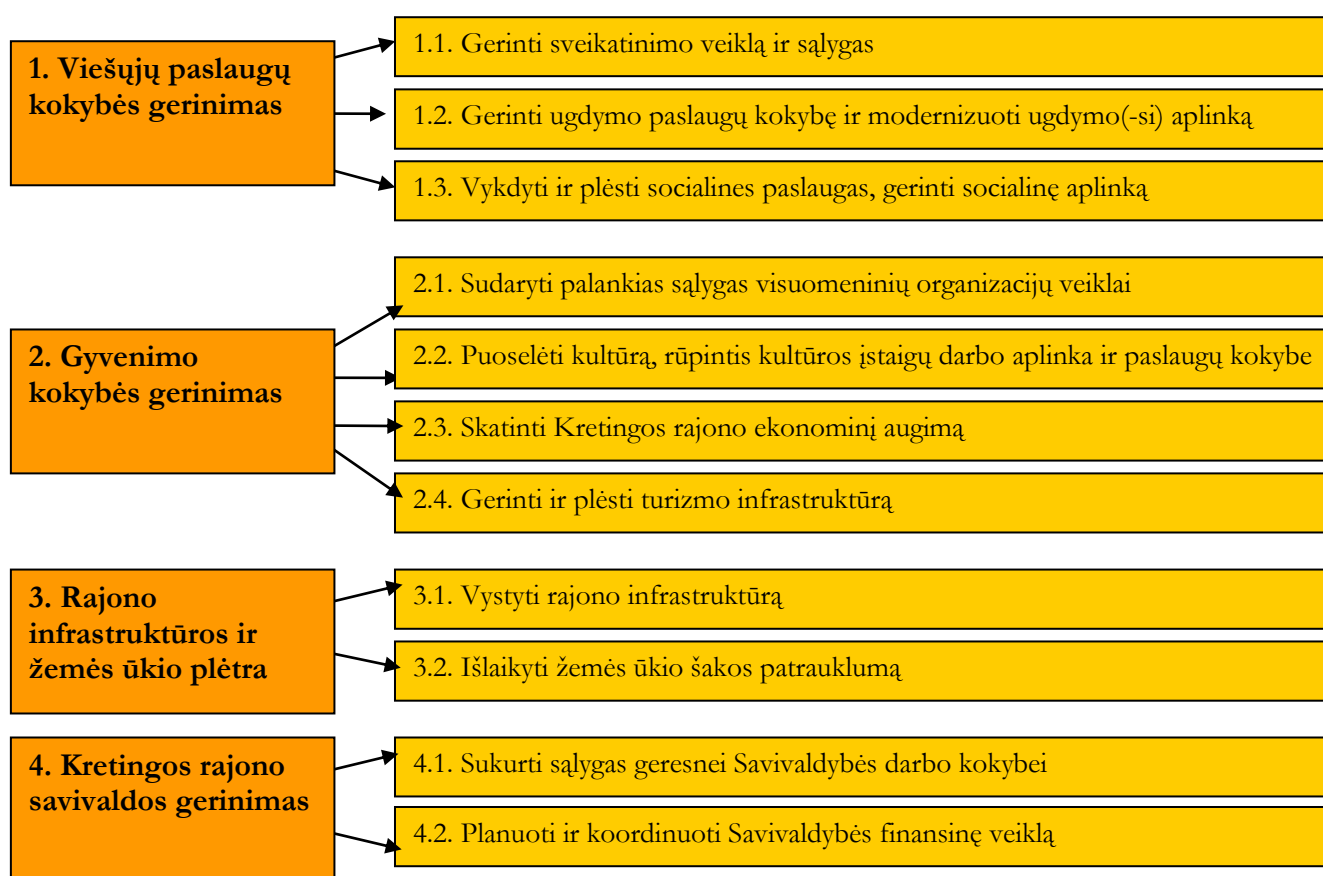 1. Viešųjų paslaugų
kokybės gerinimas
1.1. Gerinti sveikatinimo veiklą ir sąlygas
1.2. Gerinti ugdymo paslaugų kokybę ir modernizuoti ugdymo(-si) aplinką
1.3. Vykdyti ir plėsti socialines paslaugas, gerinti socialinę aplinką
2. Gyvenimo
kokybės gerinimas
2.1. Sudaryti palankias sąlygas visuomeninių organizacijų veiklai
2.2. Puoselėti kultūrą, rūpintis kultūros įstaigų darbo aplinka ir paslaugų kokybe
2.3. Skatinti Kretingos rajono ekonominį augimą
2.4. Gerinti ir plėsti turizmo infrastruktūrą
3. Rajono
infrastruktūros ir
žemės ūkio plėtra
3.1. Vystyti rajono infrastruktūrą
3.2. Išlaikyti žemės ūkio šakos patrauklumą
4. Kretingos rajono
savivaldos gerinimas
4.1. Sukurti sąlygas geresnei Savivaldybės darbo kokybei
4.2. Planuoti ir koordinuoti Savivaldybės finansinę veiklą